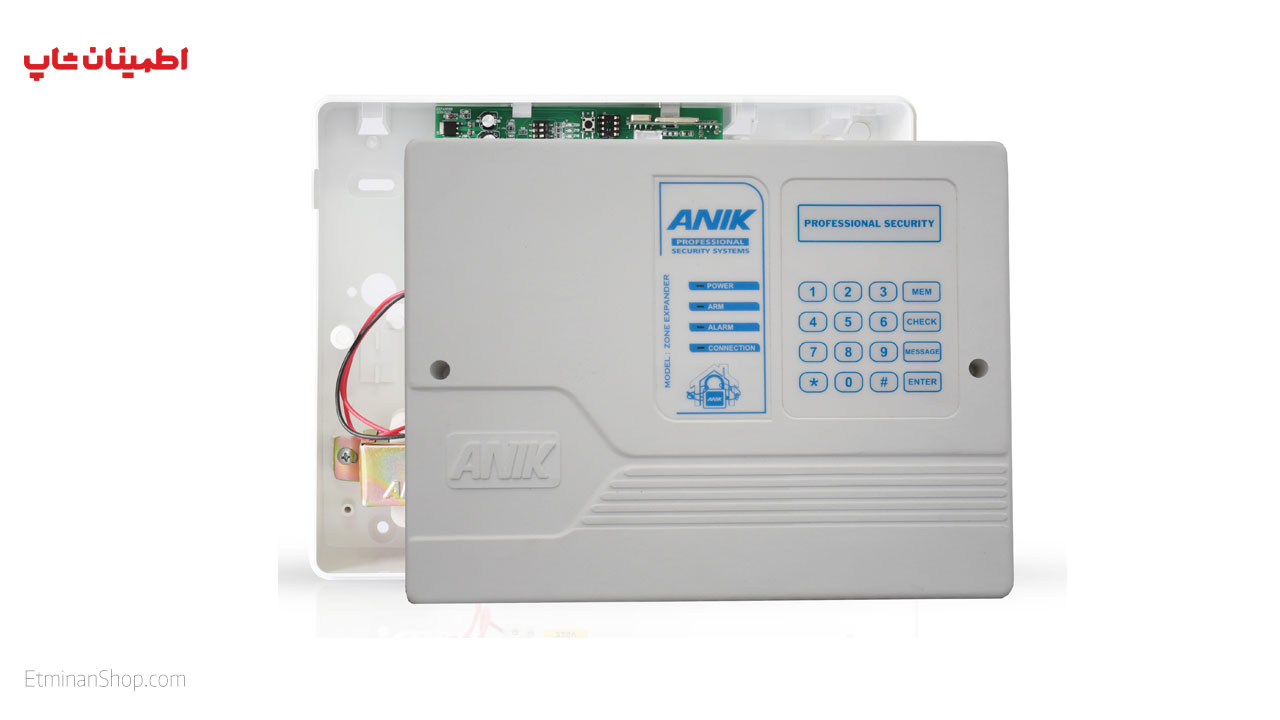 اطمینان شاپ
ANIK
PROFESSIONAL
SECURITY SYSTEMS
MODEL: ZONE EXPANDER
POWER
ARM
ALARM
CONNECTION
ANIK
PROFESSIONAL SECURITY
1 2 3 MEM
4 5 6 CHECK
7 8 9 MESSAGE
* 0 # ENTER
ANIK
EtminanShop.com